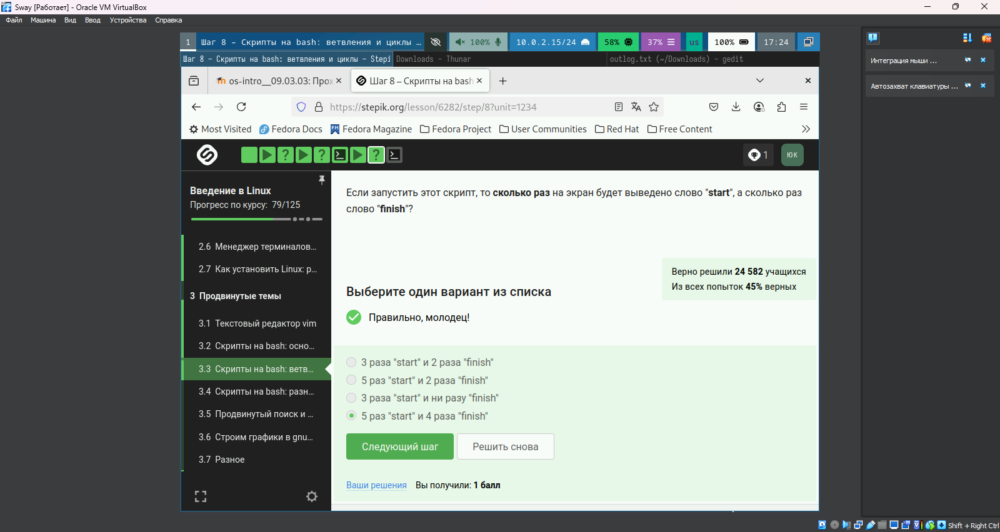 Sway [Работает] - Oracle VM VirtualBox
Файл Машина Вид Ввод Устройства Справка
1 Шаг 8 – Скрипты на bash: ветвления и циклы … 100% 10.0.2.15/24 58% 37% us 100% 17:24
Шаг 8 – Скрипты на bash: ветвления и циклы – Stepi Downloads – Thunar outlog.txt (~/Downloads) – gedit
os-intro__09.03.03: Прох Шаг 8 – Скрипты на bash
https://stepik.org/lesson/6282/step/8?unit=1234
Most Visited Fedora Docs Fedora Magazine Fedora Project User Communities Red Hat Free Content
1 ЮК
Введение в Linux
Прогресс по курсу: 79/125
2.6 Менеджер терминалов…
2.7 Как установить Linux: р…
3 Продвинутые темы
3.1 Текстовый редактор vim
3.2 Скрипты на bash: осно…
3.3 Скрипты на bash: ветв…
3.4 Скрипты на bash: разн…
3.5 Продвинутый поиск и …
3.6 Строим графики в gnu…
3.7 Разное
Если запустить этот скрипт, то сколько раз на экран будет выведено слово "start", а сколько раз
слово "finish"?
Верно решили 24 582 учащихся
Из всех попыток 45% верных
Выберите один вариант из списка
Правильно, молодец!
3 раза "start" и 2 раза "finish"
5 раз "start" и 2 раза "finish"
3 раза "start" и ни разу "finish"
5 раз "start" и 4 раза "finish"
Следующий шаг Решить снова
Ваши решения Вы получили: 1 балл
Интеграция мыши ...
Автозахват клавиатуры ...
Shift + Right Ctrl